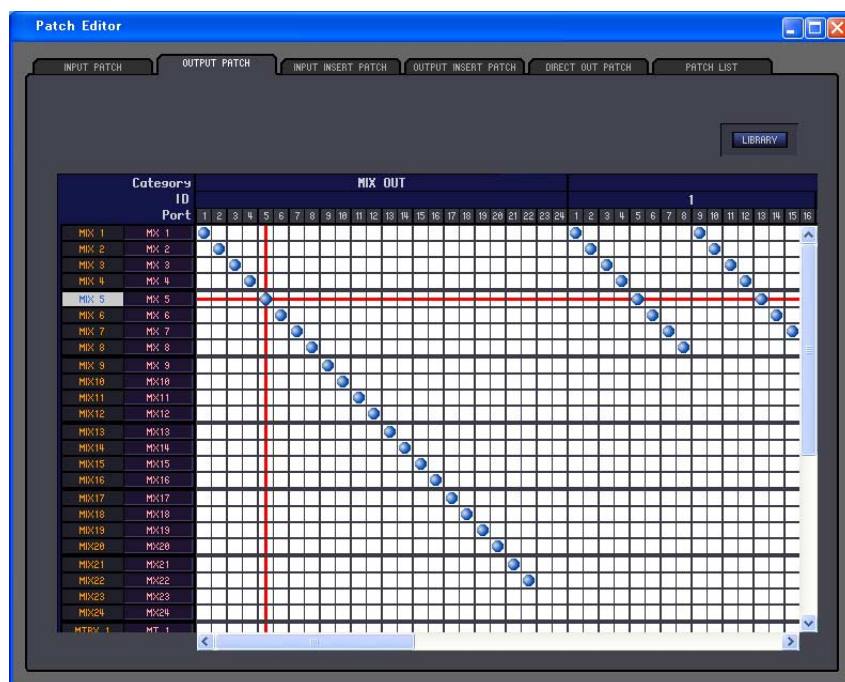 Patch Editor
INPUT PATCH OUTPUT PATCH INPUT INSERT PATCH OUTPUT INSERT PATCH DIRECT OUT PATCH PATCH LIST
LIBRARY
Category MIX OUT
ID 1
Port 1 2 3 4 5 6 7 8 9 10 11 12 13 14 15 16 17 18 19 20 21 22 23 24 1 2 3 4 5 6 7 8 9 10 11 12 13 14 15 16
MIX 1 MX 1
MIX 2 MX 2
MIX 3 MX 3
MIX 4 MX 4
MIX 5 MX 5
MIX 6 MX 6
MIX 7 MX 7
MIX 8 MX 8
MIX 9 MX 9
MIX10 MX10
MIX11 MX11
MIX12 MX12
MIX13 MX13
MIX14 MX14
MIX15 MX15
MIX16 MX16
MIX17 MX17
MIX18 MX18
MIX19 MX19
MIX20 MX20
MIX21 MX21
MIX22 MX22
MIX23 MX23
MIX24 MX24
MTRX 1 MT 1